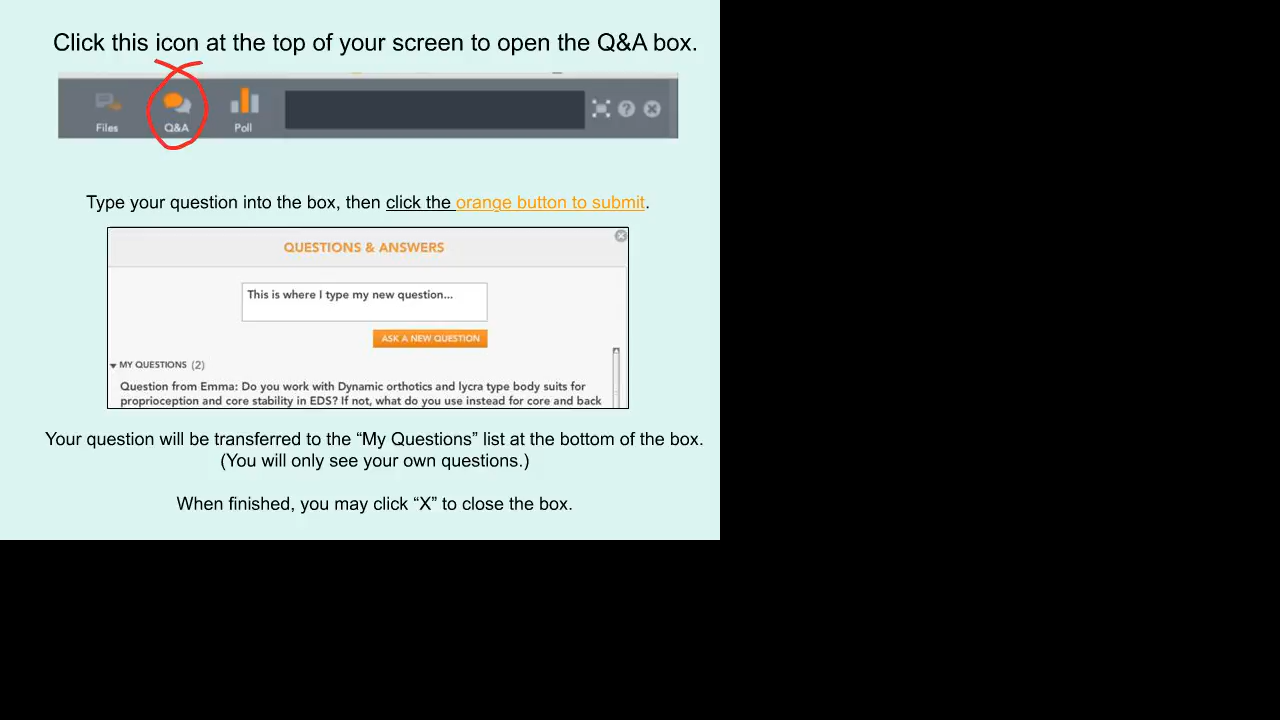 Click this icon at the top of your screen to open the Q&A box.
Files Q&A Poll
Type your question into the box, then click the orange button to submit.
QUESTIONS & ANSWERS
This is where I type my new question...
ASK A NEW QUESTION
MY QUESTIONS (2)
Question from Emma: Do you work with Dynamic orthotics and lycra type body suits for
proprioception and core stability in EDS? If not, what do you use instead for core and back
Your question will be transferred to the “My Questions” list at the bottom of the box.
(You will only see your own questions.)
When finished, you may click “X” to close the box.